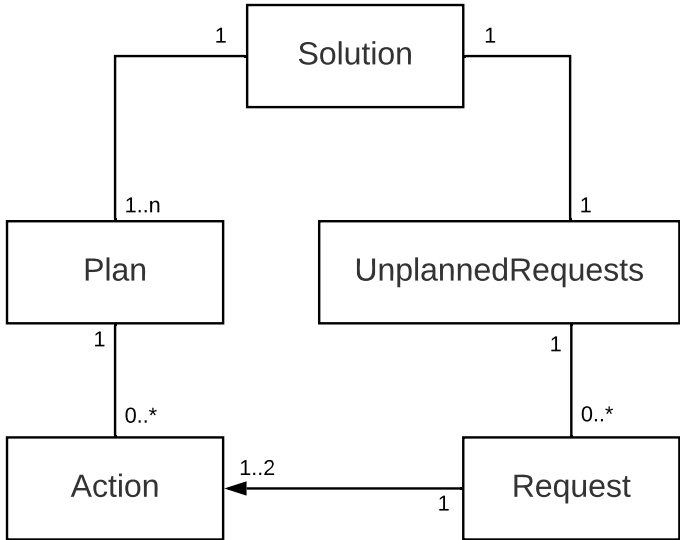 1
Solution
1
1..n
1
Plan
UnplannedRequests
1
1
0..*
0..*
Action
1..2
1
Request